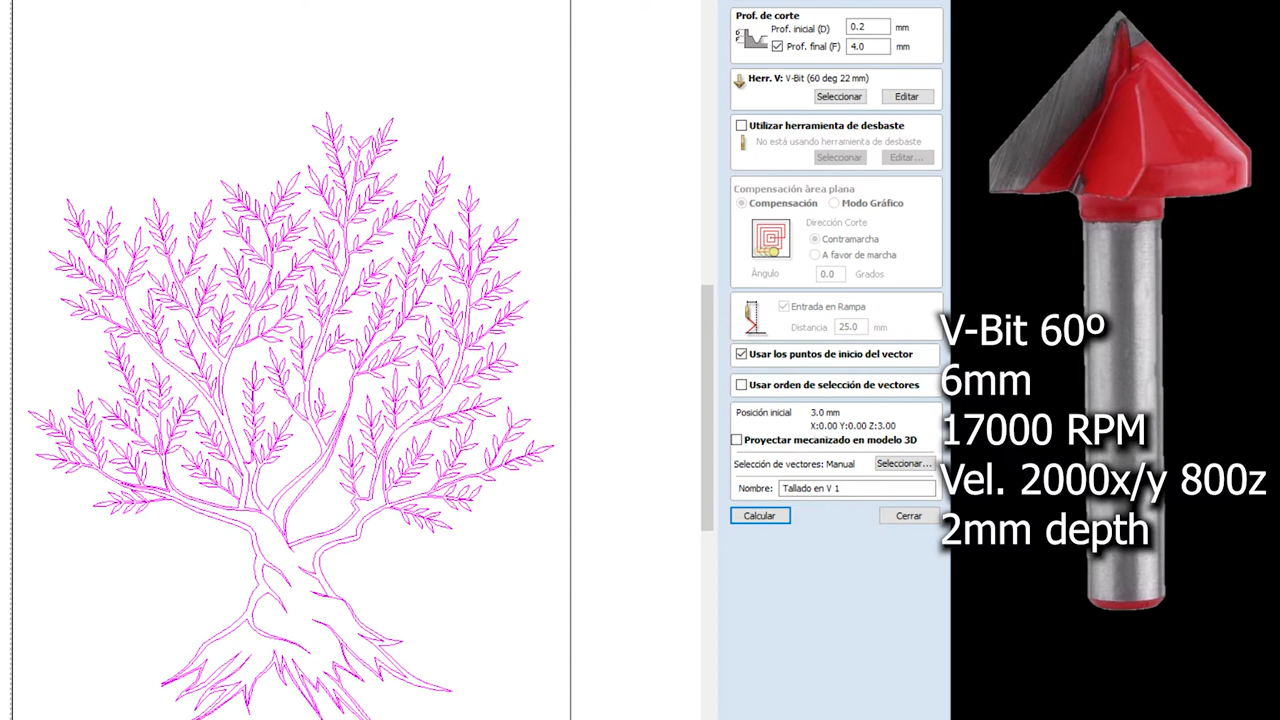 Prof. de corte
Prof. inicial (D) 0.2 mm
D
F
Prof. final (F) 4.0 mm
Herr. V: V-Bit (60 deg 22 mm)
Seleccionar Editar
Utilizar herramienta de desbaste
No está usando herramienta de desbaste
Seleccionar Editar...
Compensación àrea plana
Compensación Modo Gráfico
Dirección Corte
Contramarcha
A favor de marcha
Ángulo 0.0 Grados
Entrada en Rampa
Distancia 25.0 mm
Usar los puntos de inicio del vector
Usar orden de selección de vectores
Posición inicial 3.0 mm
X:0.00 Y:0.00 Z:3.00
Proyectar mecanizado en modelo 3D
Selección de vectores: Manual Seleccionar...
Nombre: Tallado en V 1
Calcular Cerrar
V-Bit 60º
6mm
17000 RPM
Vel. 2000x/y 800z
2mm depth